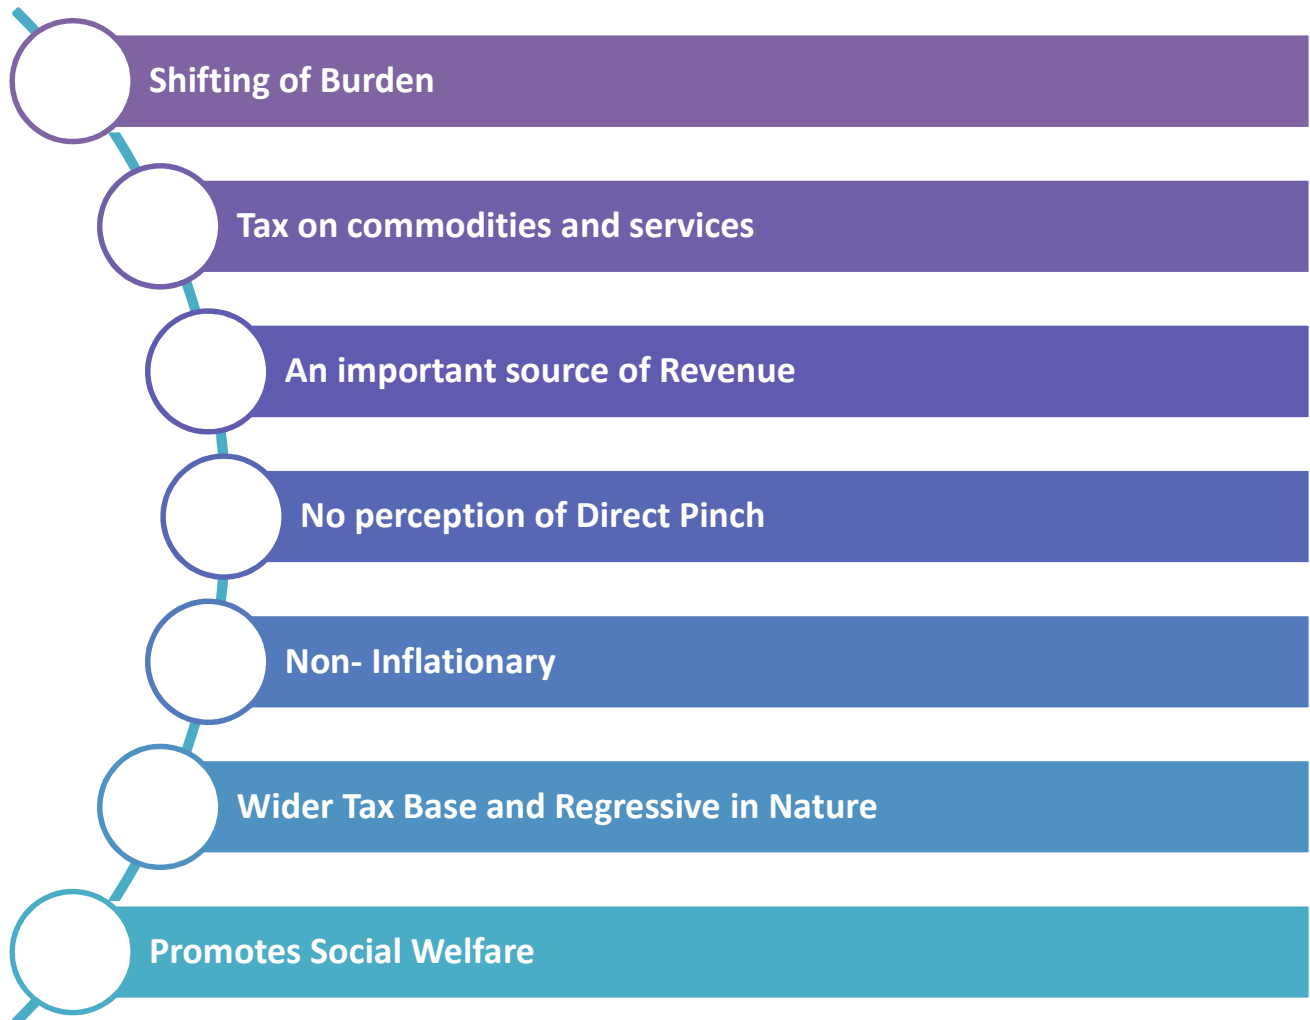 Shifting of Burden
Tax on commodities and services
An important source of Revenue
No perception of Direct Pinch
Non- Inflationary
Wider Tax Base and Regressive in Nature
Promotes Social Welfare